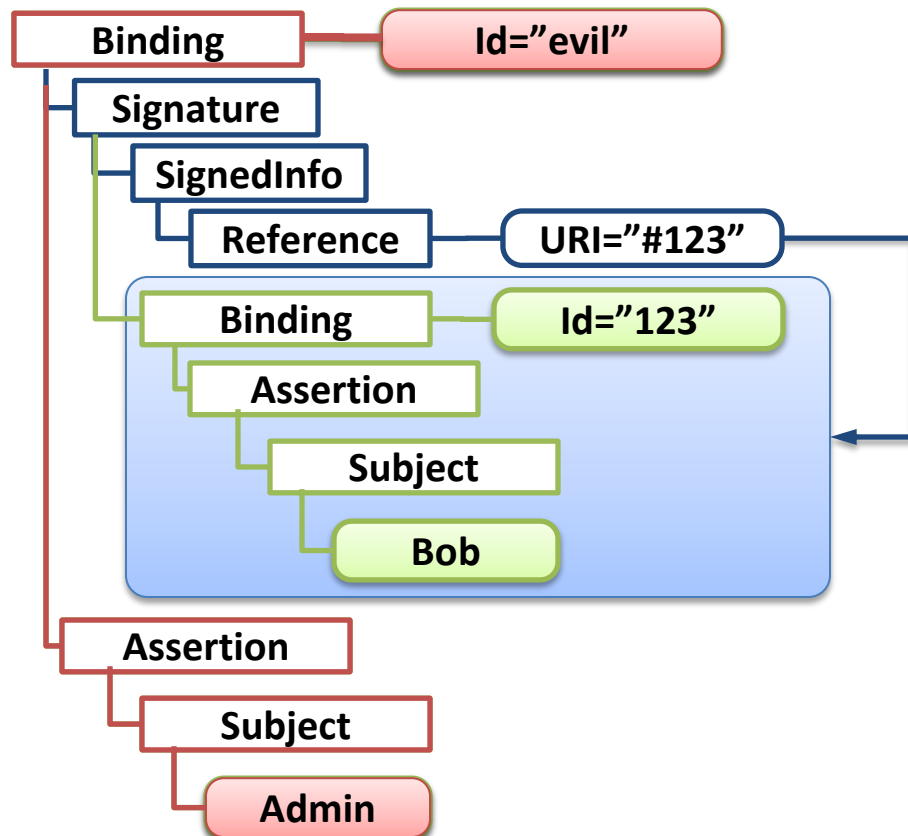 Binding
Id=”evil”
Signature
SignedInfo
Reference
URI=”#123”
Binding
Id=”123”
Assertion
Subject
Bob
Assertion
Subject
Admin